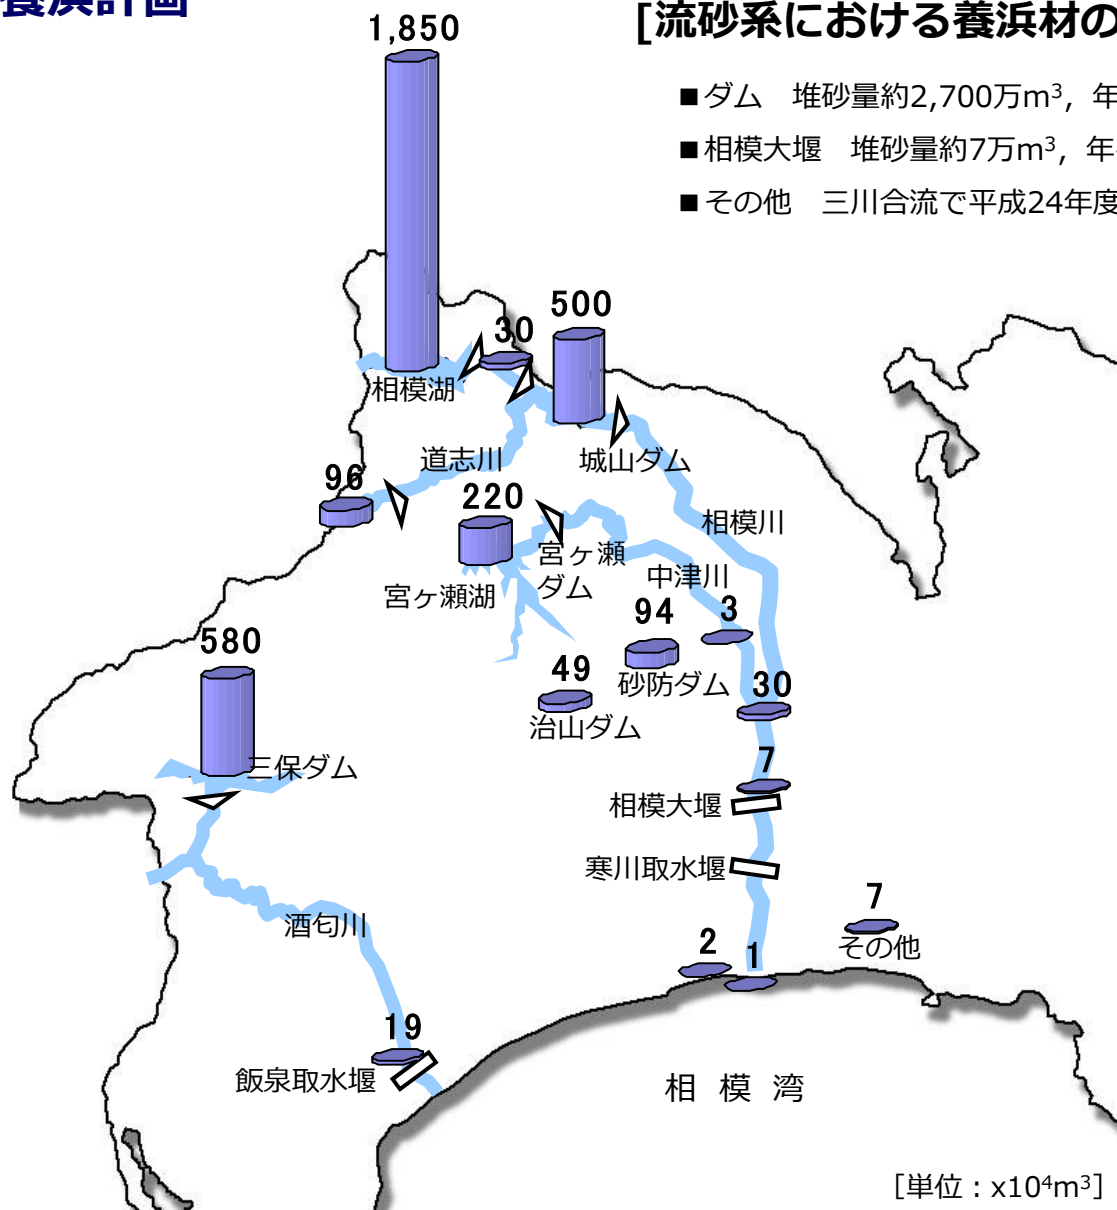 養浜計画
[流砂系における養浜材の
■ダム　堆砂量約2,700万m³，年
■相模大堰　堆砂量約7万m³，年
■その他　三川合流で平成24年度
1,850
500
30
相模湖
道志川
城山ダム
96
220
相模川
宮ヶ瀬
ダム
中津川
宮ヶ瀬湖
94
3
580
49
砂防ダム
30
治山ダム
7
三保ダム
相模大堰
寒川取水堰
7
酒匂川
2
1
その他
19
飯泉取水堰
相 模 湾
[単位：x10⁴m³]